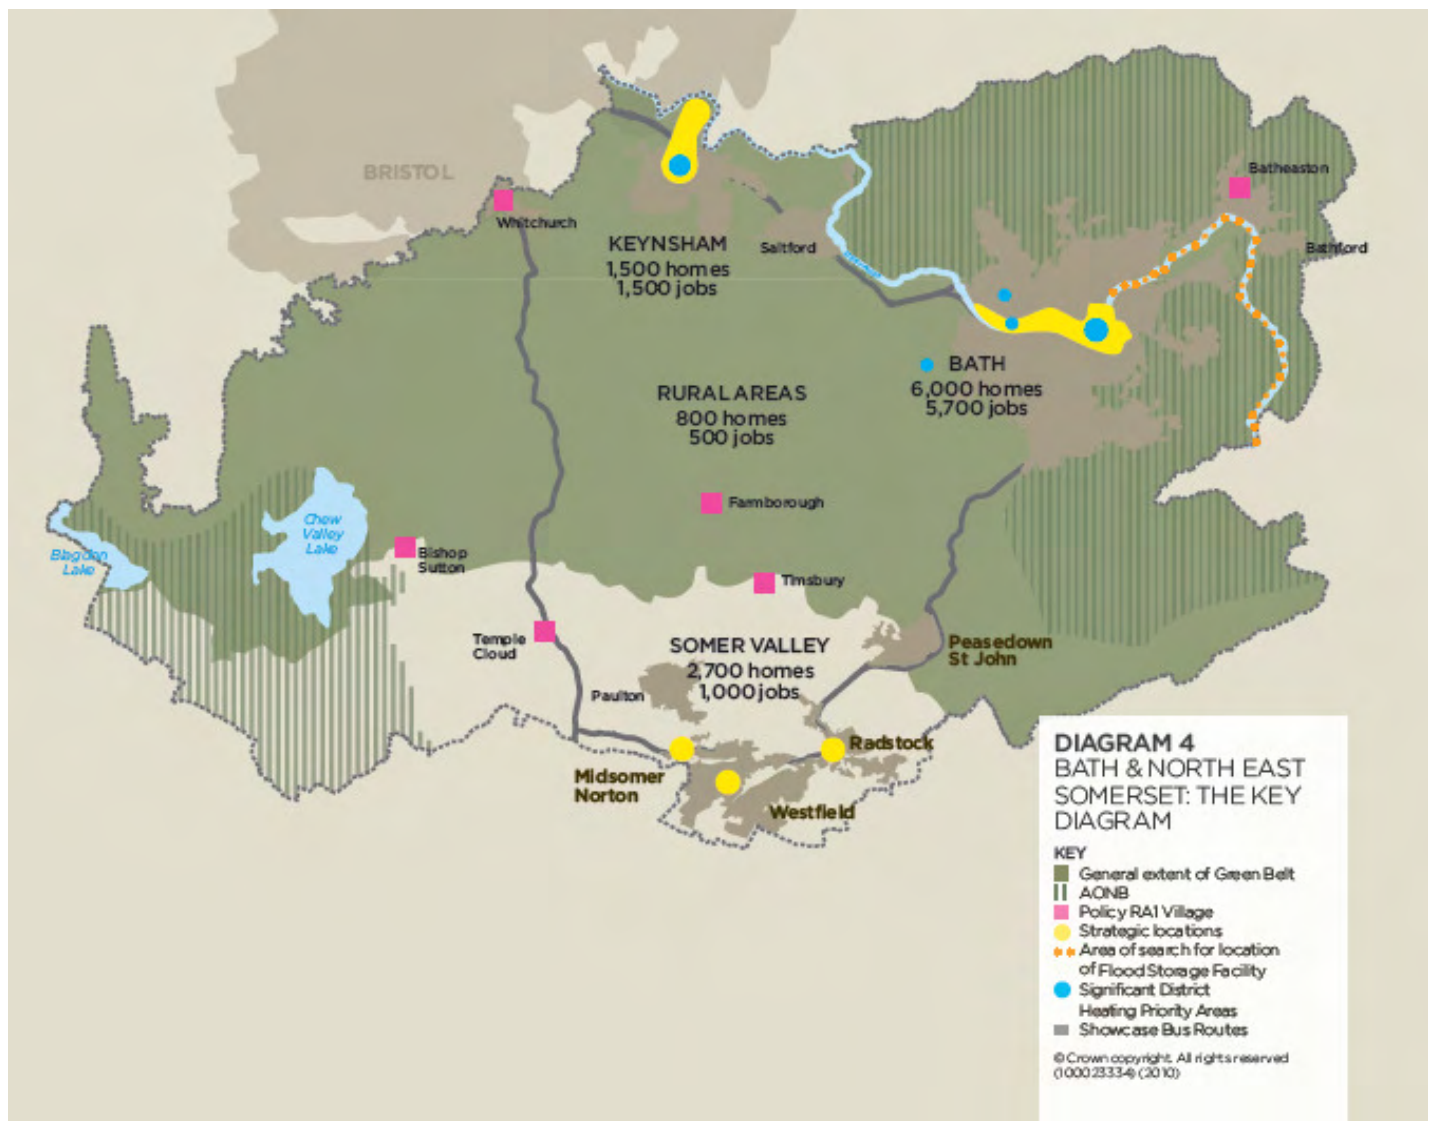 BRISTOL
Batheaston
Whitchurch
KEYNSHAM
1,500 homes
1,500 jobs
Saltford
Bathford
BATH
6,000 homes
5,700 jobs
RURAL AREAS
800 homes
500 jobs
Farmborough
Chew
Valley
Lake
Blagdon
Lake
Bishop
Sutton
Timsbury
Temple
Cloud
SOMER VALLEY
2,700 homes
1,000 jobs
Peasedown
St John
Paulton
Radstock
Midsomer
Norton
Westfield
DIAGRAM 4
BATH & NORTH EAST
SOMERSET: THE KEY
DIAGRAM
KEY
General extent of Green Belt
AONB
Policy RA1 Village
Strategic locations
Area of search for location
of Flood Storage Facility
Significant District
Heating Priority Areas
Showcase Bus Routes
© Crown copyright. All rights reserved
(100023334) (2010)